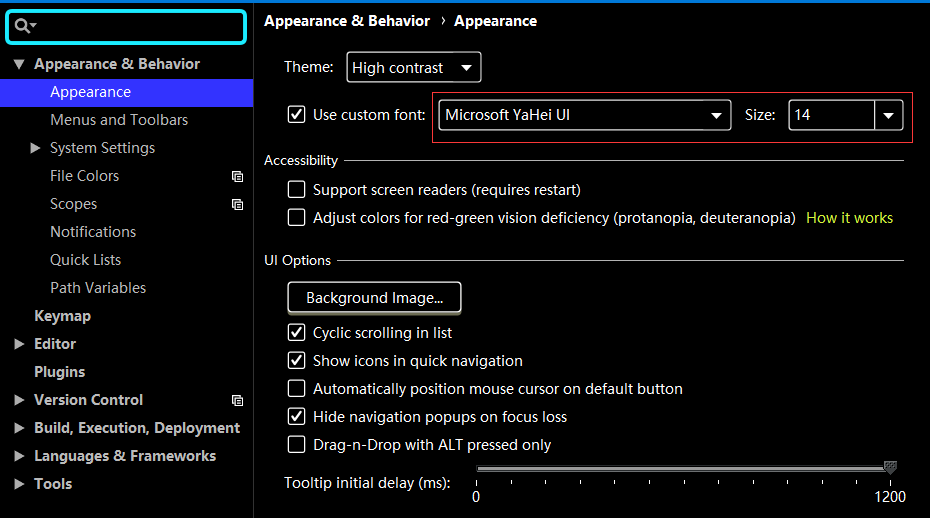 Appearance & Behavior › Appearance
Appearance & Behavior
Appearance
Menus and Toolbars
System Settings
File Colors
Scopes
Notifications
Quick Lists
Path Variables
Keymap
Editor
Plugins
Version Control
Build, Execution, Deployment
Languages & Frameworks
Tools
Theme: High contrast
Use custom font: Microsoft YaHei UI Size: 14
Accessibility
Support screen readers (requires restart)
Adjust colors for red-green vision deficiency (protanopia, deuteranopia) How it works
UI Options
Background Image...
Cyclic scrolling in list
Show icons in quick navigation
Automatically position mouse cursor on default button
Hide navigation popups on focus loss
Drag-n-Drop with ALT pressed only
Tooltip initial delay (ms):
0 1200